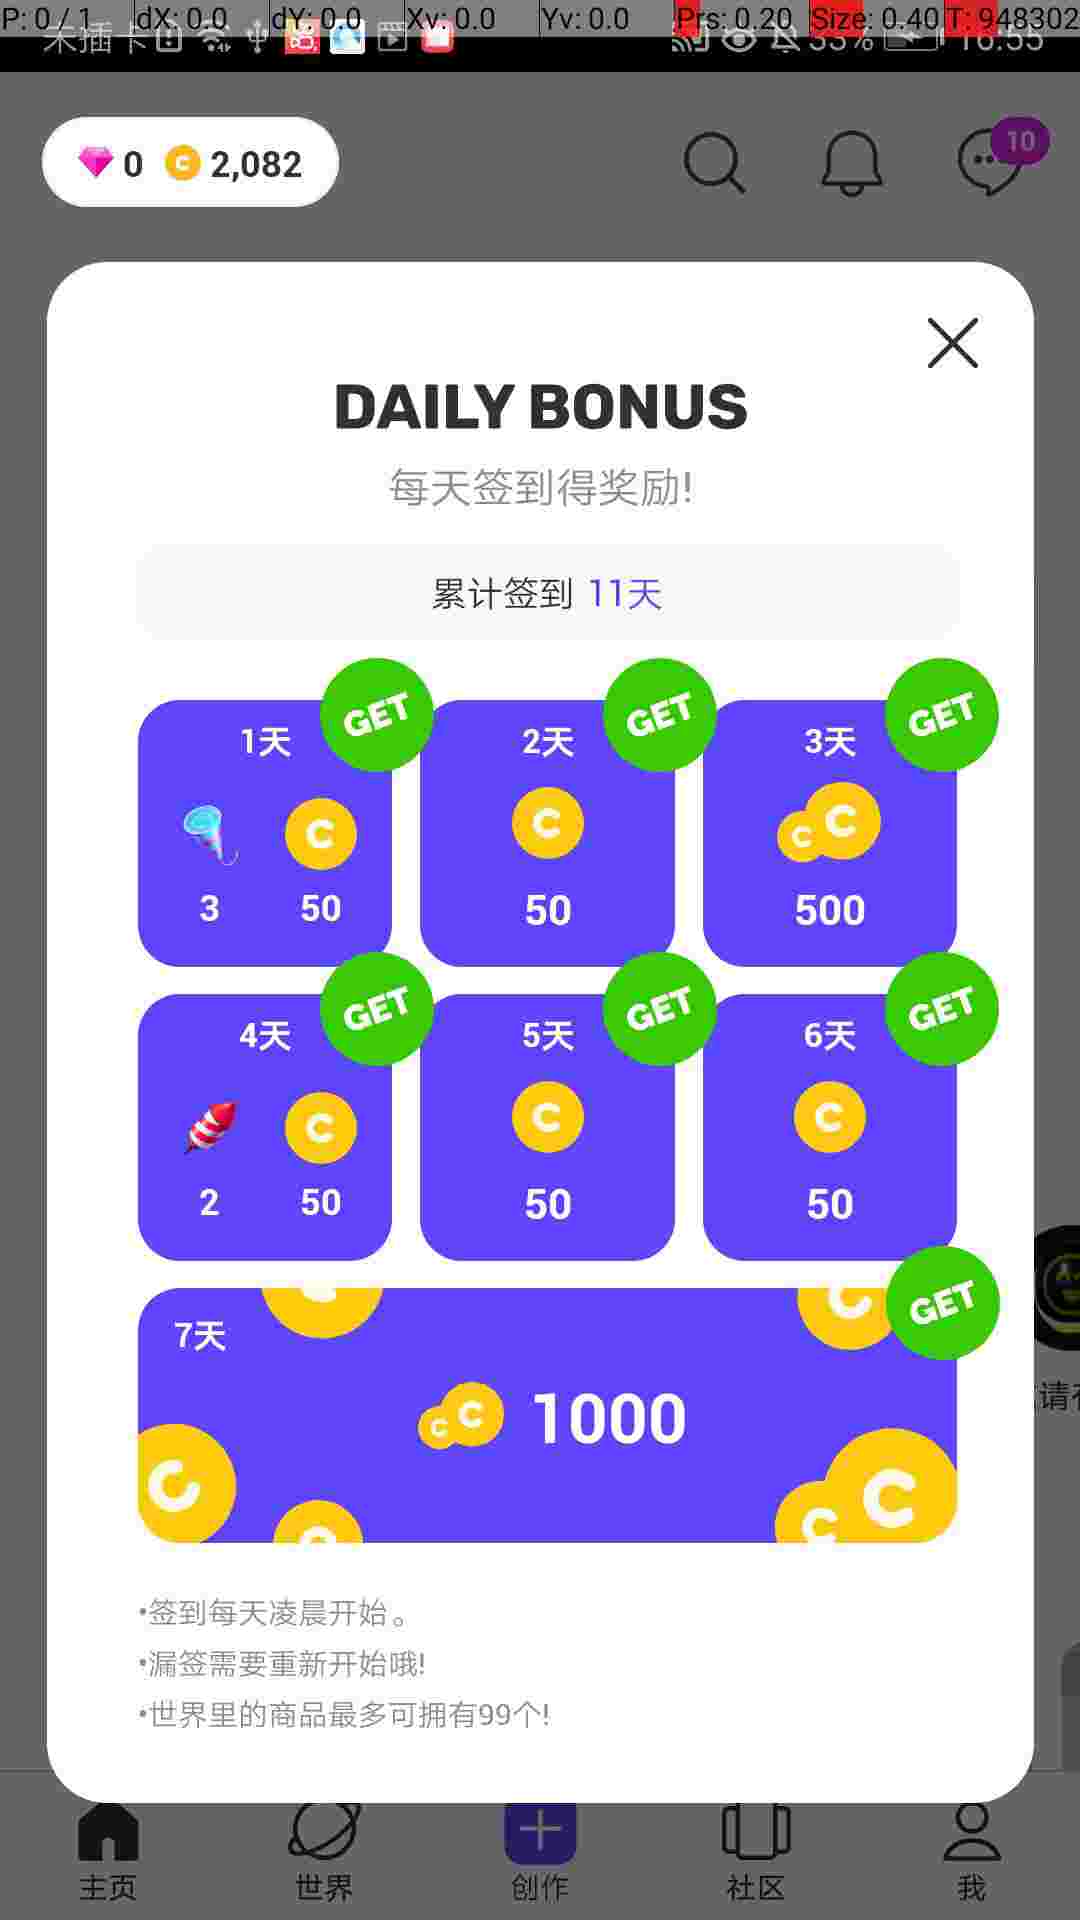 P: 0 / 1 dX: 0.0 dY: 0.0 Xv: 0.0 Yv: 0.0 Prs: 0.20 Size: 0.40 T: 948302
未插卡 53% 16:55
0 C 2,082 10
DAILY BONUS
每天签到得奖励!
累计签到 11天
GET GET GET
1天 2天 3天
C C C C
3 50 50 500
GET GET GET
4天 5天 6天
C C C
2 50 50 50
GET
7天
C C 1000
C C C
•签到每天凌晨开始。
•漏签需要重新开始哦!
•世界里的商品最多可拥有99个!
主页 世界 创作 社区 我